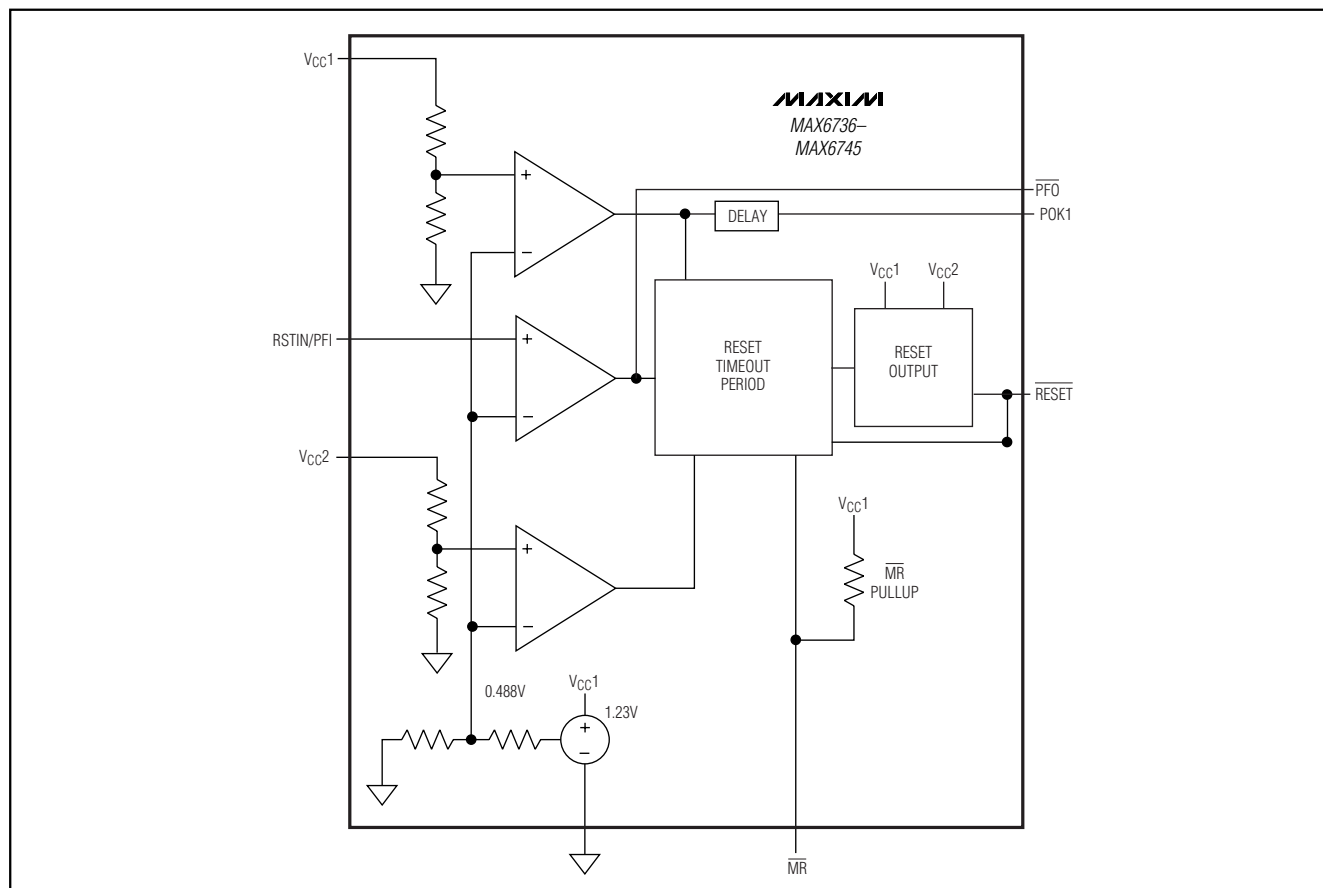 VCC1
MAXIM
MAX6736–
MAX6745
+
−
PFO
DELAY
POK1
VCC1
VCC2
RSTIN/PFI
+
−
RESET
TIMEOUT
PERIOD
RESET
OUTPUT
RESET
VCC2
VCC1
+
−
MR
PULLUP
0.488V
VCC1
1.23V
+
−
MR